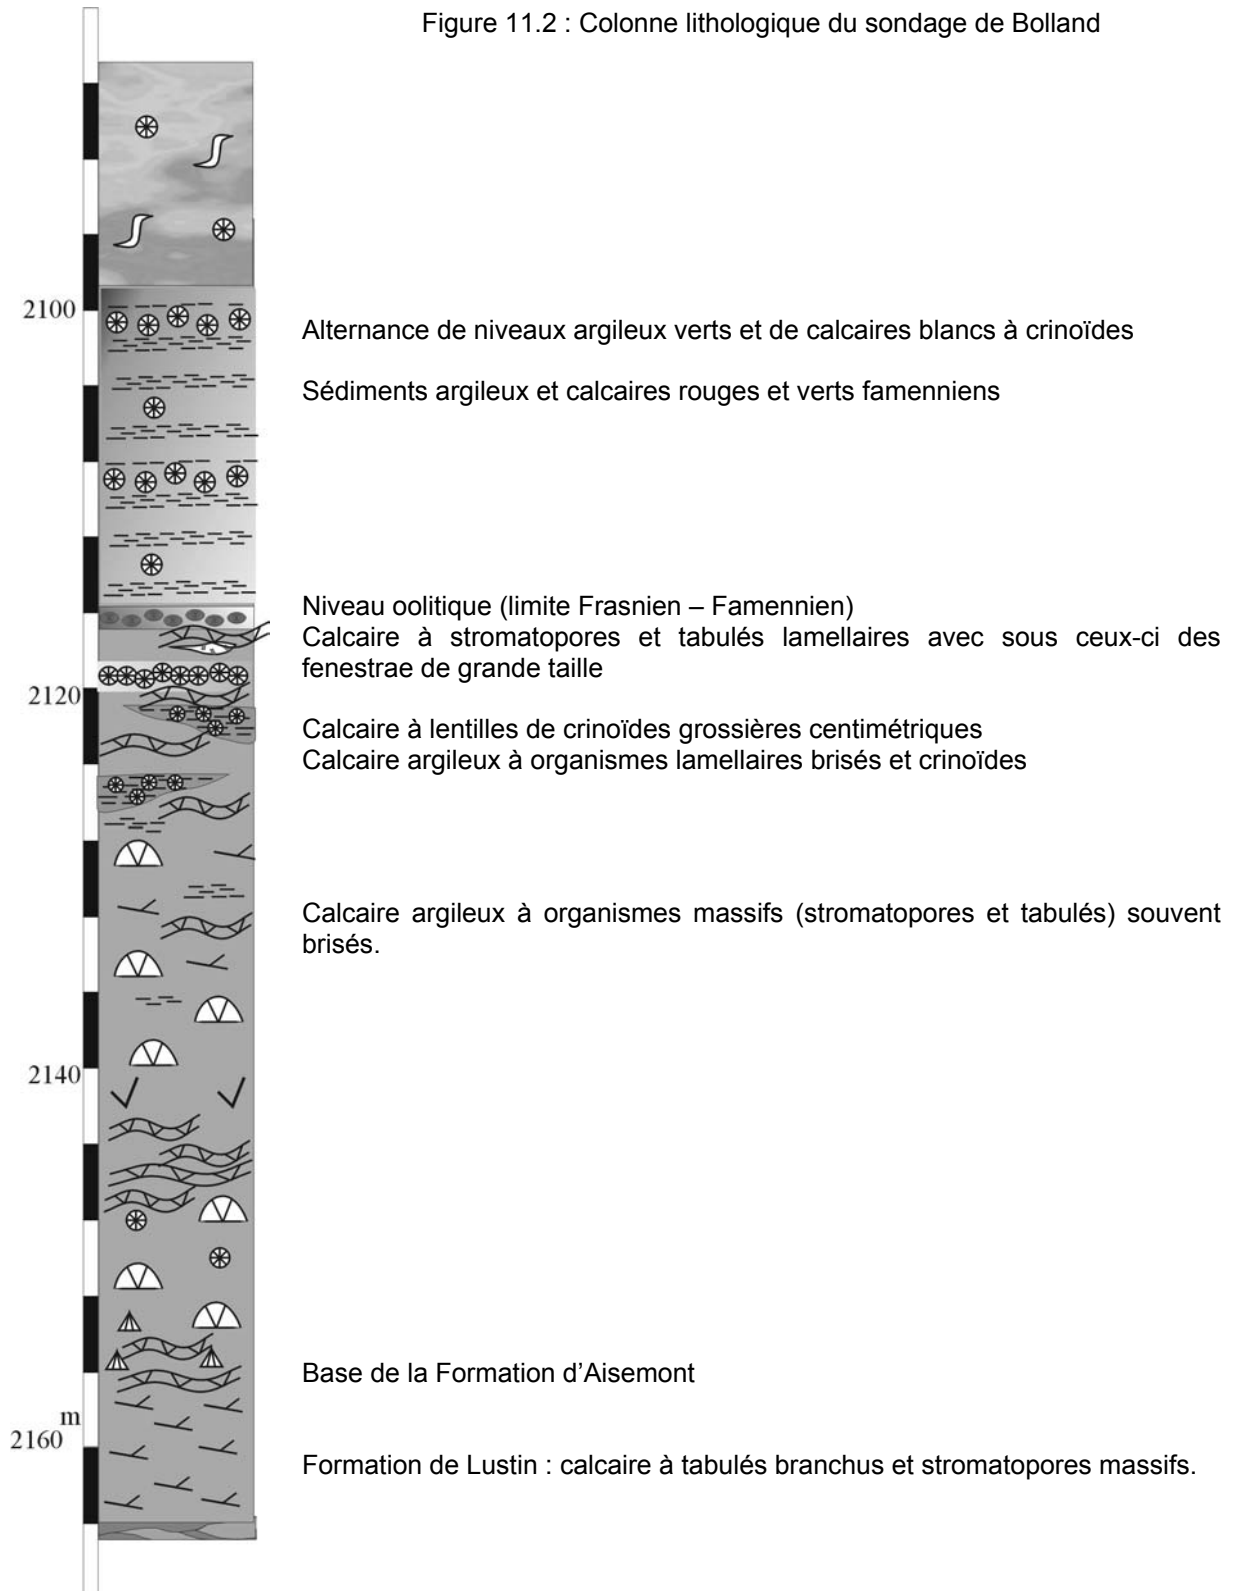 Figure 11.2 : Colonne lithologique du sondage de Bolland
2100
Alternance de niveaux argileux verts et de calcaires blancs à crinoïdes
Sédiments argileux et calcaires rouges et verts famenniens
Niveau oolitique (limite Frasnien – Famennien)
Calcaire à stromatopores et tabulés lamellaires avec sous ceux-ci des
fenestrae de grande taille
2120
Calcaire à lentilles de crinoïdes grossières centimétriques
Calcaire argileux à organismes lamellaires brisés et crinoïdes
Calcaire argileux à organismes massifs (stromatopores et tabulés) souvent
brisés.
2140
Base de la Formation d’Aisemont
m
2160
Formation de Lustin : calcaire à tabulés branchus et stromatopores massifs.